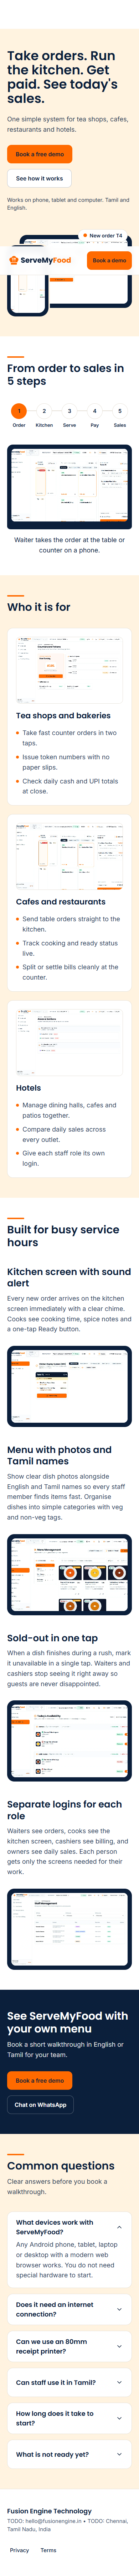 Take orders. Run
the kitchen. Get
paid. See today's
sales.
One simple system for tea shops, cafes,
restaurants and hotels.
Book a free demo
See how it works
Works on phone, tablet and computer. Tamil and
English.
New order T4
ServeMyFood
Book a demo
From order to sales in
5 steps
1 2 3 4 5
Order Kitchen Serve Pay Sales
Waiter takes the order at the table or
counter on a phone.
Who it is for
Tea shops and bakeries
Take fast counter orders in two
taps.
Issue token numbers with no
paper slips.
Check daily cash and UPI totals
at close.
Cafes and restaurants
Send table orders straight to the
kitchen.
Track cooking and ready status
live.
Split or settle bills cleanly at the
counter.
Hotels
Manage dining halls, cafes and
patios together.
Compare daily sales across
every outlet.
Give each staff role its own
login.
Built for busy service
hours
Kitchen screen with sound
alert
Every new order arrives on the kitchen
screen immediately with a clear chime.
Cooks see cooking time, spice notes and
a one-tap Ready button.
Menu with photos and
Tamil names
Show clear dish photos alongside
English and Tamil names so every staff
member finds items fast. Organise
dishes into simple categories with veg
and non-veg tags.
Sold-out in one tap
When a dish finishes during a rush, mark
it unavailable in a single tap. Waiters and
cashiers stop seeing it right away so
guests are never disappointed.
Separate logins for each
role
Waiters see orders, cooks see the
kitchen screen, cashiers see billing, and
owners see daily sales. Each person
gets only the screens needed for their
work.
See ServeMyFood with
your own menu
Book a short walkthrough in English or
Tamil for your team.
Book a free demo
Chat on WhatsApp
Common questions
Clear answers before you book a
walkthrough.
What devices work with
ServeMyFood?
Any Android phone, tablet, laptop
or desktop with a modern web
browser works. You do not need
special hardware to start.
Does it need an internet
connection?
Can we use an 80mm
receipt printer?
Can staff use it in Tamil?
How long does it take to
start?
What is not ready yet?
Fusion Engine Technology
TODO: hello@fusionengine.in • TODO: Chennai,
Tamil Nadu, India
Privacy Terms